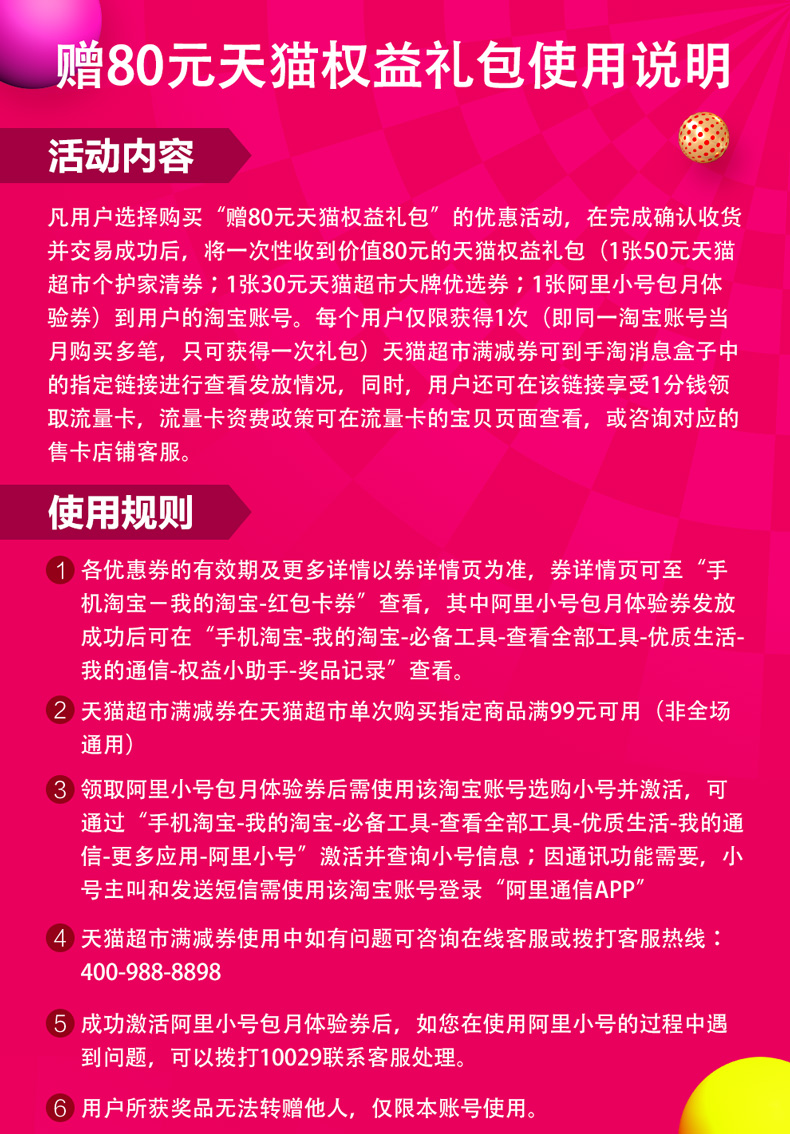 赠80元天猫权益礼包使用说明
活动内容
凡用户选择购买“赠80元天猫权益礼包”的优惠活动，在完成确认收货
并交易成功后，将一次性收到价值80元的天猫权益礼包（1张50元天猫
超市个护家清券；1张30元天猫超市大牌优选券；1张阿里小号包月体
验券）到用户的淘宝账号。每个用户仅限获得1次（即同一淘宝账号当
月购买多笔，只可获得一次礼包）天猫超市满减券可到手淘消息盒子中
的指定链接进行查看发放情况，同时，用户还可在该链接享受1分钱领
取流量卡，流量卡资费政策可在流量卡的宝贝页面查看，或咨询对应的
售卡店铺客服。
使用规则
1 各优惠券的有效期及更多详情以券详情页为准，券详情页可至“手
机淘宝－我的淘宝-红包卡券”查看，其中阿里小号包月体验券发放
成功后可在“手机淘宝-我的淘宝-必备工具-查看全部工具-优质生活-
我的通信-权益小助手-奖品记录”查看。
2 天猫超市满减券在天猫超市单次购买指定商品满99元可用（非全场
通用）
3 领取阿里小号包月体验券后需使用该淘宝账号选购小号并激活，可
通过“手机淘宝-我的淘宝-必备工具-查看全部工具-优质生活-我的通
信-更多应用-阿里小号”激活并查询小号信息；因通讯功能需要，小
号主叫和发送短信需使用该淘宝账号登录“阿里通信APP”
4 天猫超市满减券使用中如有问题可咨询在线客服或拨打客服热线：
400-988-8898
5 成功激活阿里小号包月体验券后，如您在使用阿里小号的过程中遇
到问题，可以拨打10029联系客服处理。
6 用户所获奖品无法转赠他人，仅限本账号使用。